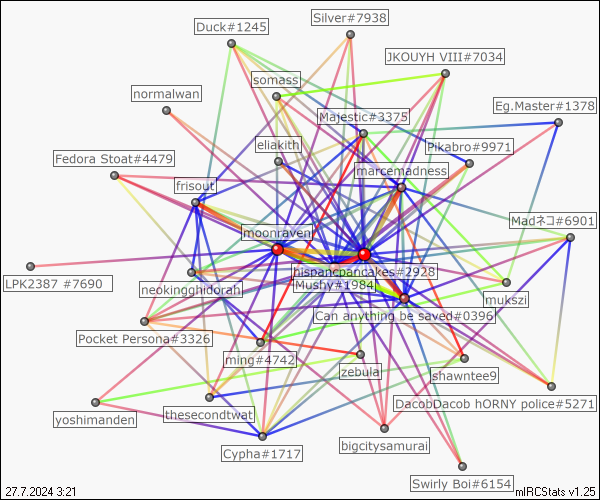 Silver#7938
Duck#1245
JKOUYH VIII#7034
somass
normalwan
Eg.Master#1378
Majestic#3375
eliakith
Pikabro#9971
Fedora Stoat#4479
marcemadness
frisout
Madネコ#6901
moonraven
hispancpancakes#2928
LPK2387 #7690
neokingghidorah
Mushy#1984
mukszi
Can anything be saved#0396
Pocket Persona#3326
ming#4742
zebula
shawntee9
DacobDacob hORNY police#5271
yoshimanden
thesecondtwat
bigcitysamurai
Cypha#1717
Swirly Boi#6154
27.7.2024 3:21
mIRCStats v1.25